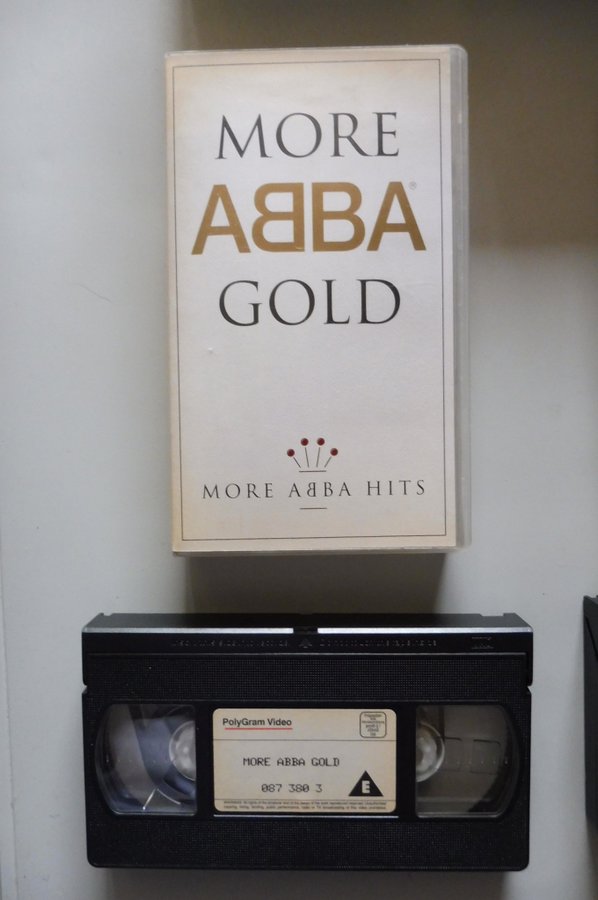 MORE
ABBA®
GOLD
MORE ABBA HITS
PolyGram Video
MORE ABBA GOLD
087 380 3
E